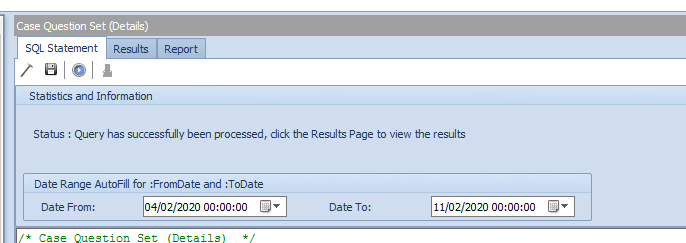 Case Question Set (Details)
SQL Statement Results Report
Statistics and Information
Status : Query has successfully been processed, click the Results Page to view the results
Date Range AutoFill for :FromDate and :ToDate
Date From: 04/02/2020 00:00:00 Date To: 11/02/2020 00:00:00
/* Case Question Set (Details) */